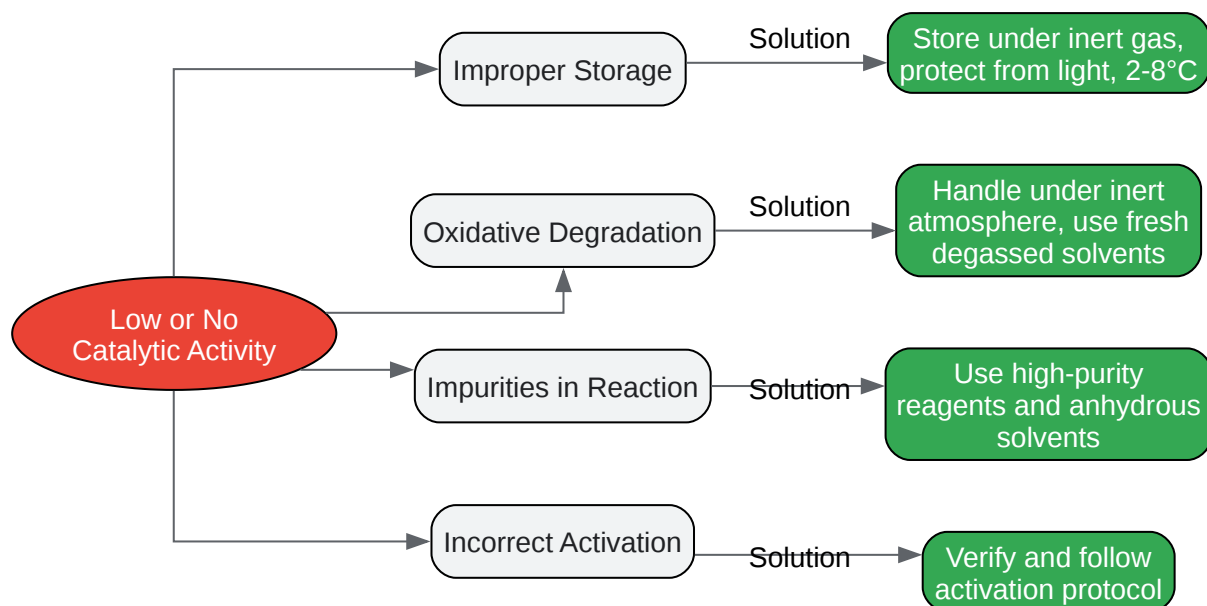 Improper Storage
Solution
Store under inert gas,
protect from light, 2-8°C
Oxidative Degradation
Solution
Handle under inert
atmosphere, use fresh
degassed solvents
Low or No
Catalytic Activity
Impurities in Reaction
Solution
Use high-purity
reagents and anhydrous
solvents
Incorrect Activation
Solution
Verify and follow
activation protocol